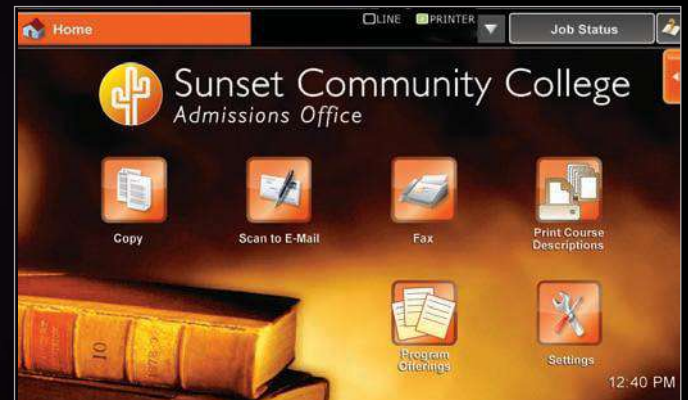 Home
LINE PRINTER
Job Status
Sunset Community College
Admissions Office
Copy
Scan to E-Mail
Fax
Print Course
Descriptions
10
Program
Offerings
Settings
12:40 PM